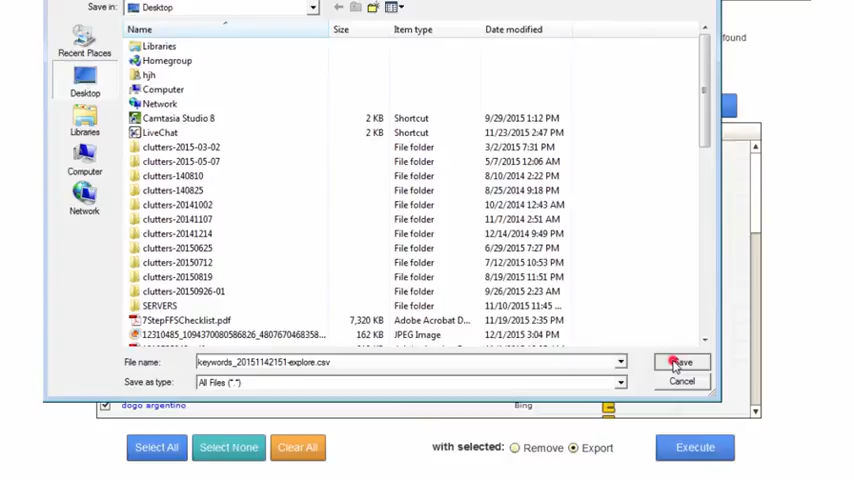 Save in: Desktop
found
Name Size Item type Date modified
Recent Places
Desktop
Libraries
Computer
Network
Libraries
Homegroup
hjh
Computer
Network
Camtasia Studio 8 2 KB Shortcut 9/29/2015 1:12 PM
LiveChat 2 KB Shortcut 11/23/2015 2:47 PM
clutters-2015-03-02 File folder 3/2/2015 7:31 PM
clutters-2015-05-07 File folder 5/7/2015 12:06 AM
clutters-140810 File folder 8/10/2014 2:22 PM
clutters-140825 File folder 8/25/2014 9:18 PM
clutters-20141002 File folder 10/2/2014 12:43 AM
clutters-20141107 File folder 11/7/2014 2:51 AM
clutters-20141214 File folder 12/14/2014 9:49 PM
clutters-20150625 File folder 6/29/2015 7:27 PM
clutters-20150712 File folder 7/12/2015 10:53 PM
clutters-20150819 File folder 8/19/2015 11:51 PM
clutters-20150926-01 File folder 9/26/2015 2:23 AM
SERVERS File folder 11/10/2015 11:45 ...
7StepFFSChecklist.pdf 7,320 KB Adobe Acrobat D... 11/19/2015 2:35 PM
12310485_1094370080586826_4807670468358... 162 KB JPEG Image 12/1/2015 3:04 PM
File name: keywords_20151142151-explore.csv Save
Save as type: All Files (*.*) Cancel
dogo argentino Bing
Select All Select None Clear All with selected: Remove Export Execute